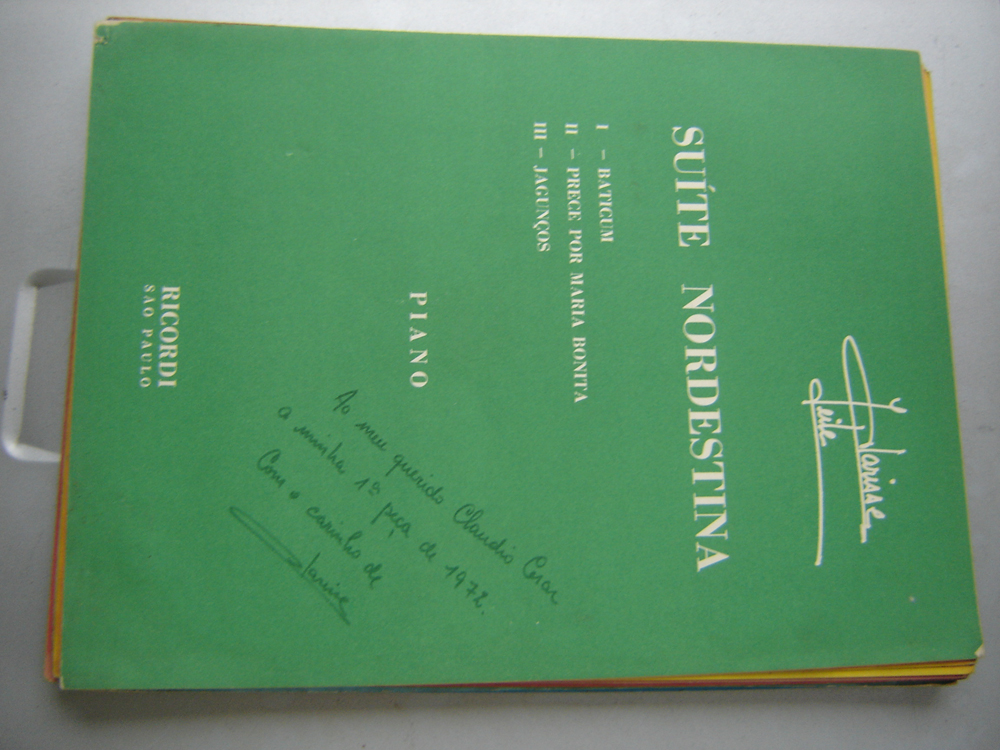 Clarisse
Leite
SUÍTE NORDESTINA
I - BATICUM
II - PRECE POR MARIA BONITA
III - JAGUNÇOS
PIANO
Ao meu querido Claudio Cesar
a minha 1ª peça de 1972.
Com o carinho de
Clarisse
RICORDI
SAO PAULO